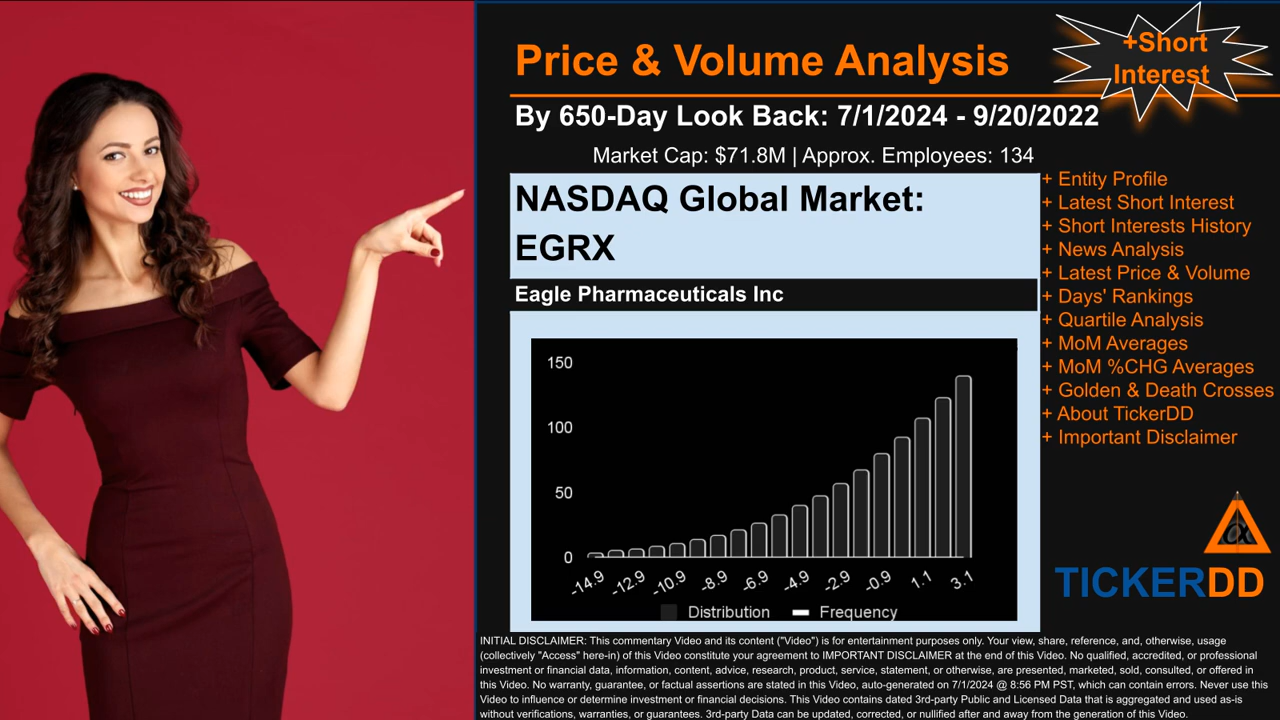 Price & Volume Analysis
+Short
Interest
By 650-Day Look Back: 7/1/2024 - 9/20/2022
Market Cap: $71.8M | Approx. Employees: 134
NASDAQ Global Market:
EGRX
Eagle Pharmaceuticals Inc
150
100
50
0
-14.9 -12.9 -10.9 -8.9 -6.9 -4.9 -2.9 -0.9 1.1 3.1
Distribution Frequency
+ Entity Profile
+ Latest Short Interest
+ Short Interests History
+ News Analysis
+ Latest Price & Volume
+ Days' Rankings
+ Quartile Analysis
+ MoM Averages
+ MoM %CHG Averages
+ Golden & Death Crosses
+ About TickerDD
+ Important Disclaimer
TICKERDD
INITIAL DISCLAIMER: This commentary Video and its content ("Video") is for entertainment purposes only. Your view, share, reference, and, otherwise, usage
(collectively "Access" here-in) of this Video constitute your agreement to IMPORTANT DISCLAIMER at the end of this Video. No qualified, accredited, or professional
investment or financial data, information, content, advice, research, product, service, statement, or otherwise, are presented, marketed, sold, consulted, or offered in
this Video. No warranty, guarantee, or factual assertions are stated in this Video, auto-generated on 7/1/2024 @ 8:56 PM PST, which can contain errors. Never use this
Video to influence or determine investment or financial decisions. This Video contains dated 3rd-party Public and Licensed Data that is aggregated and used as-is
without verifications, warranties, or guarantees. 3rd-party Data can be updated, corrected, or nullified after and away from the generation of this Video.